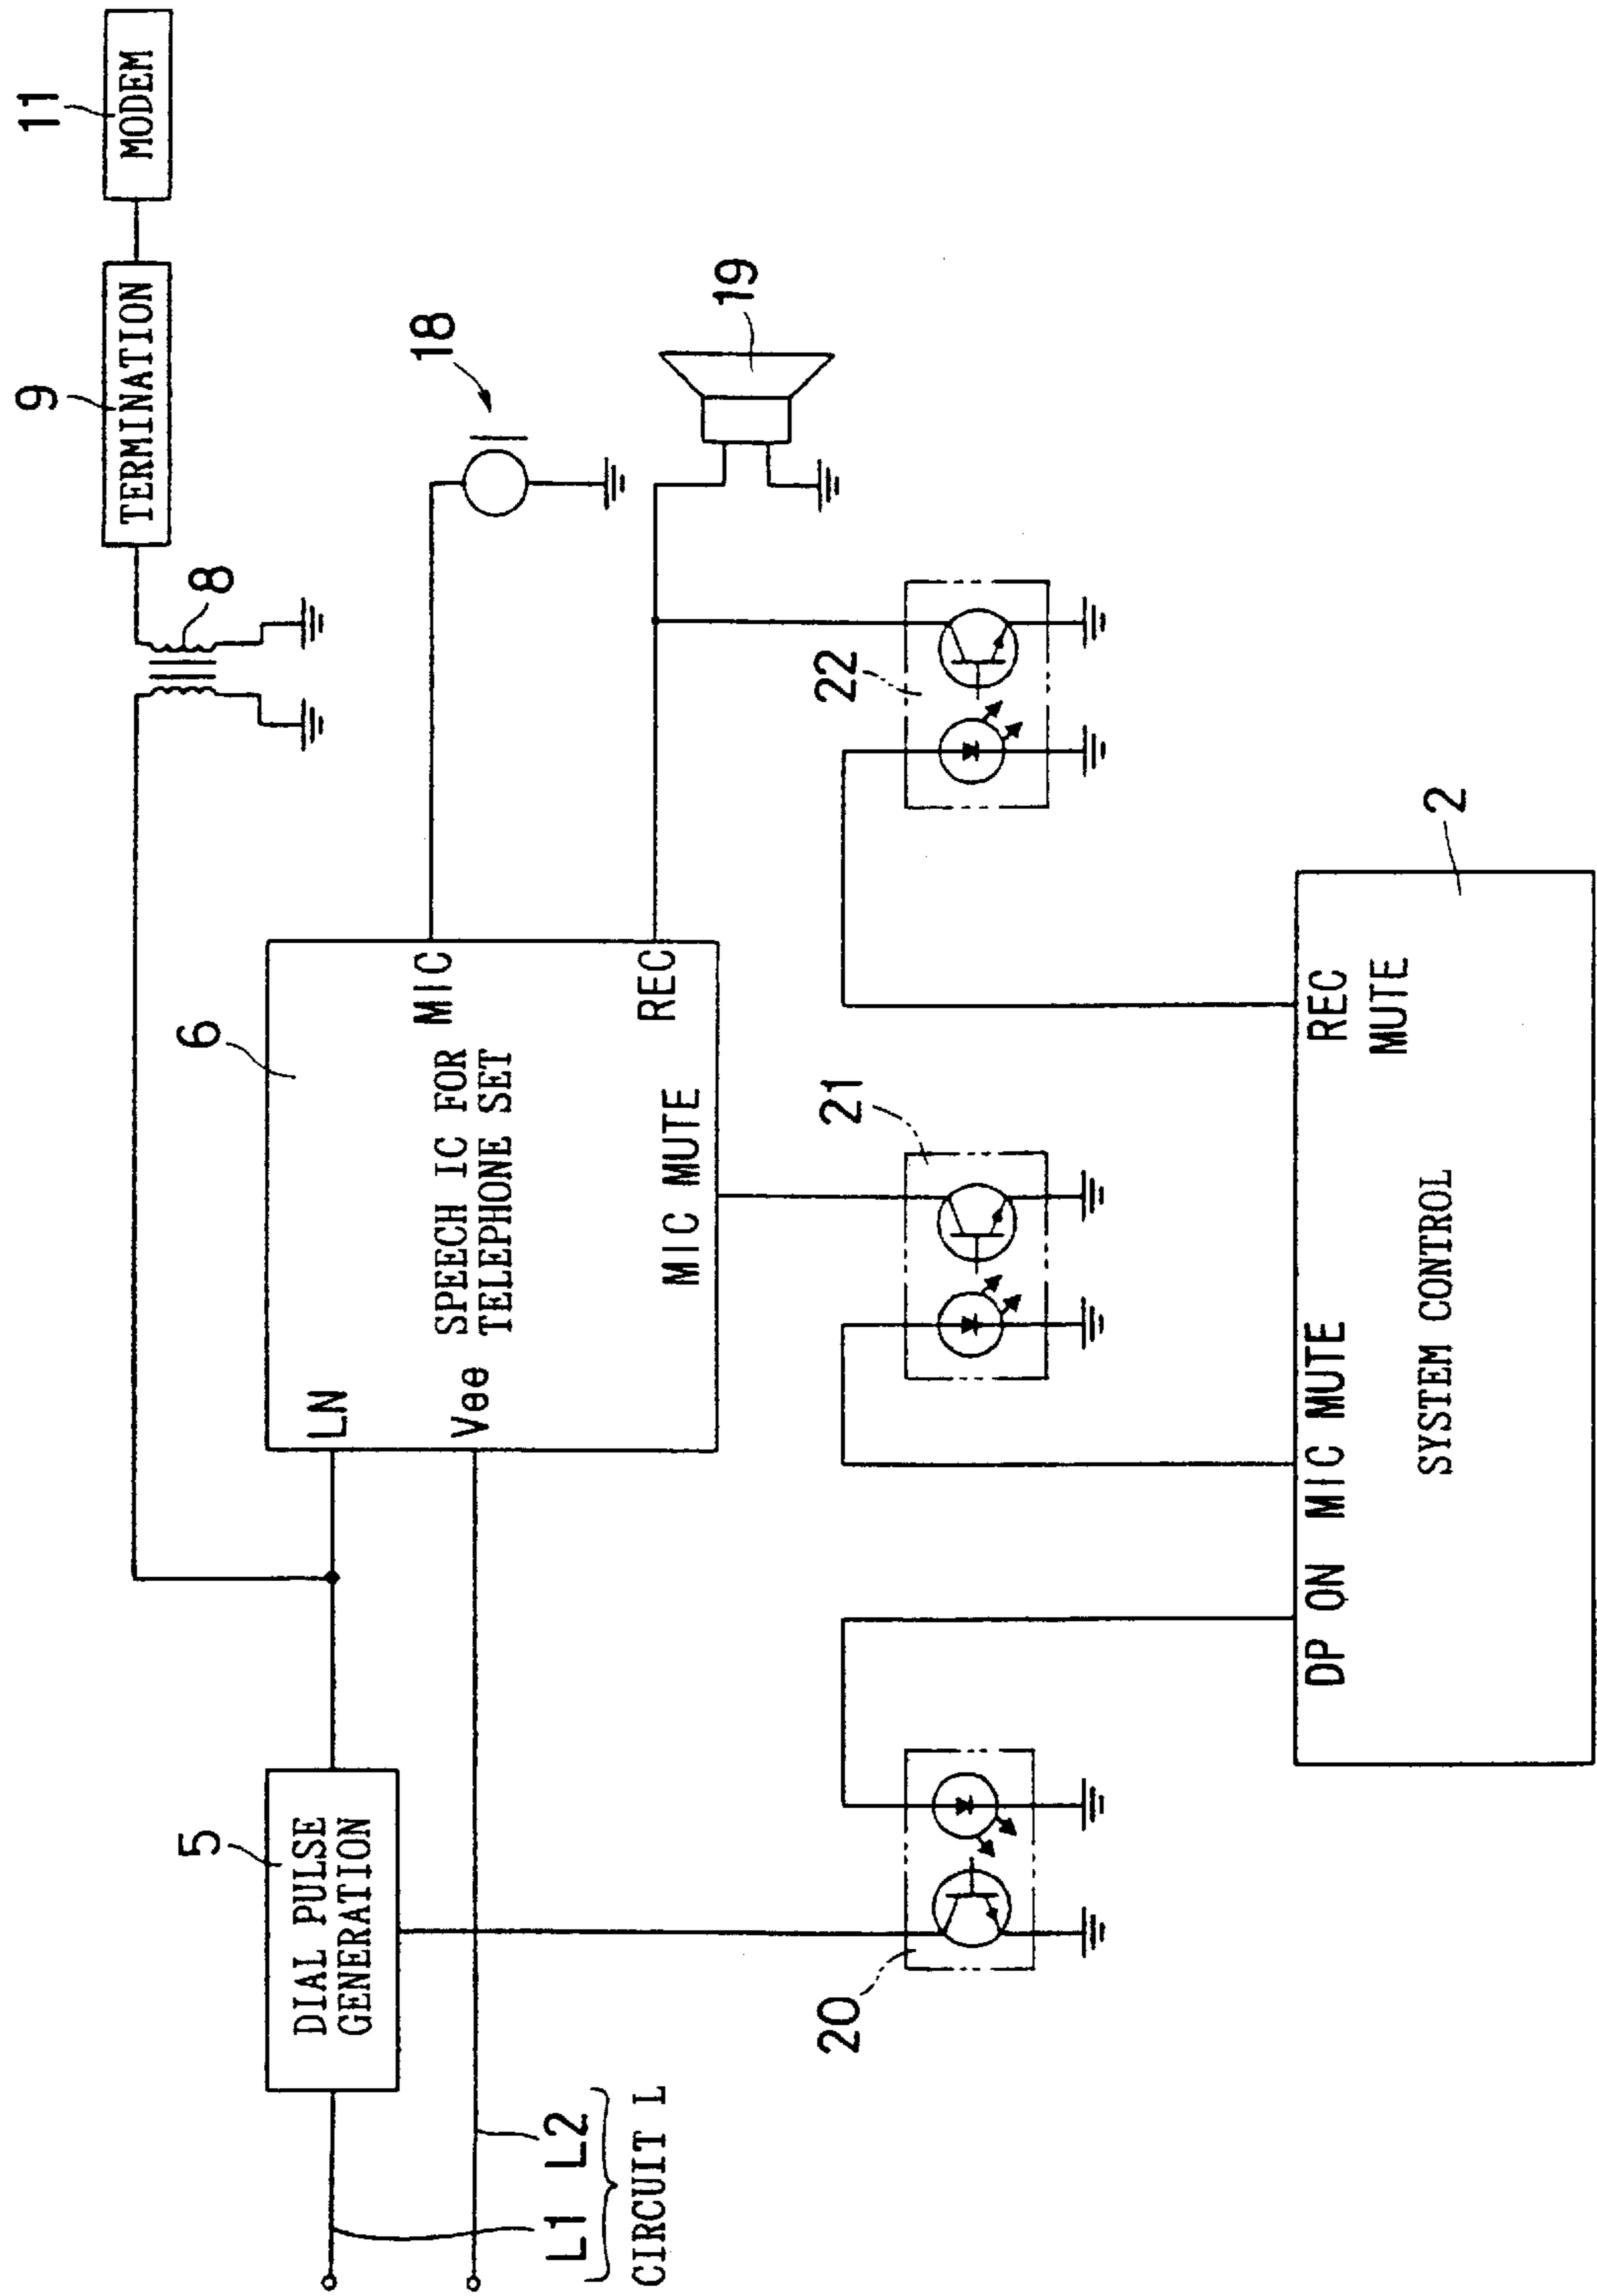 11
MODEM
9
TERMINATION
8
18
19
6
MIC
REC
SPEECH IC FOR
TELEPHONE SET
MIC MUTE
LN
Vee
5
DIAL PULSE
GENERATION
L1 L2
CIRCUIT L
20
21
22
2
DP ON
MIC MUTE
REC
MUTE
SYSTEM CONTROL